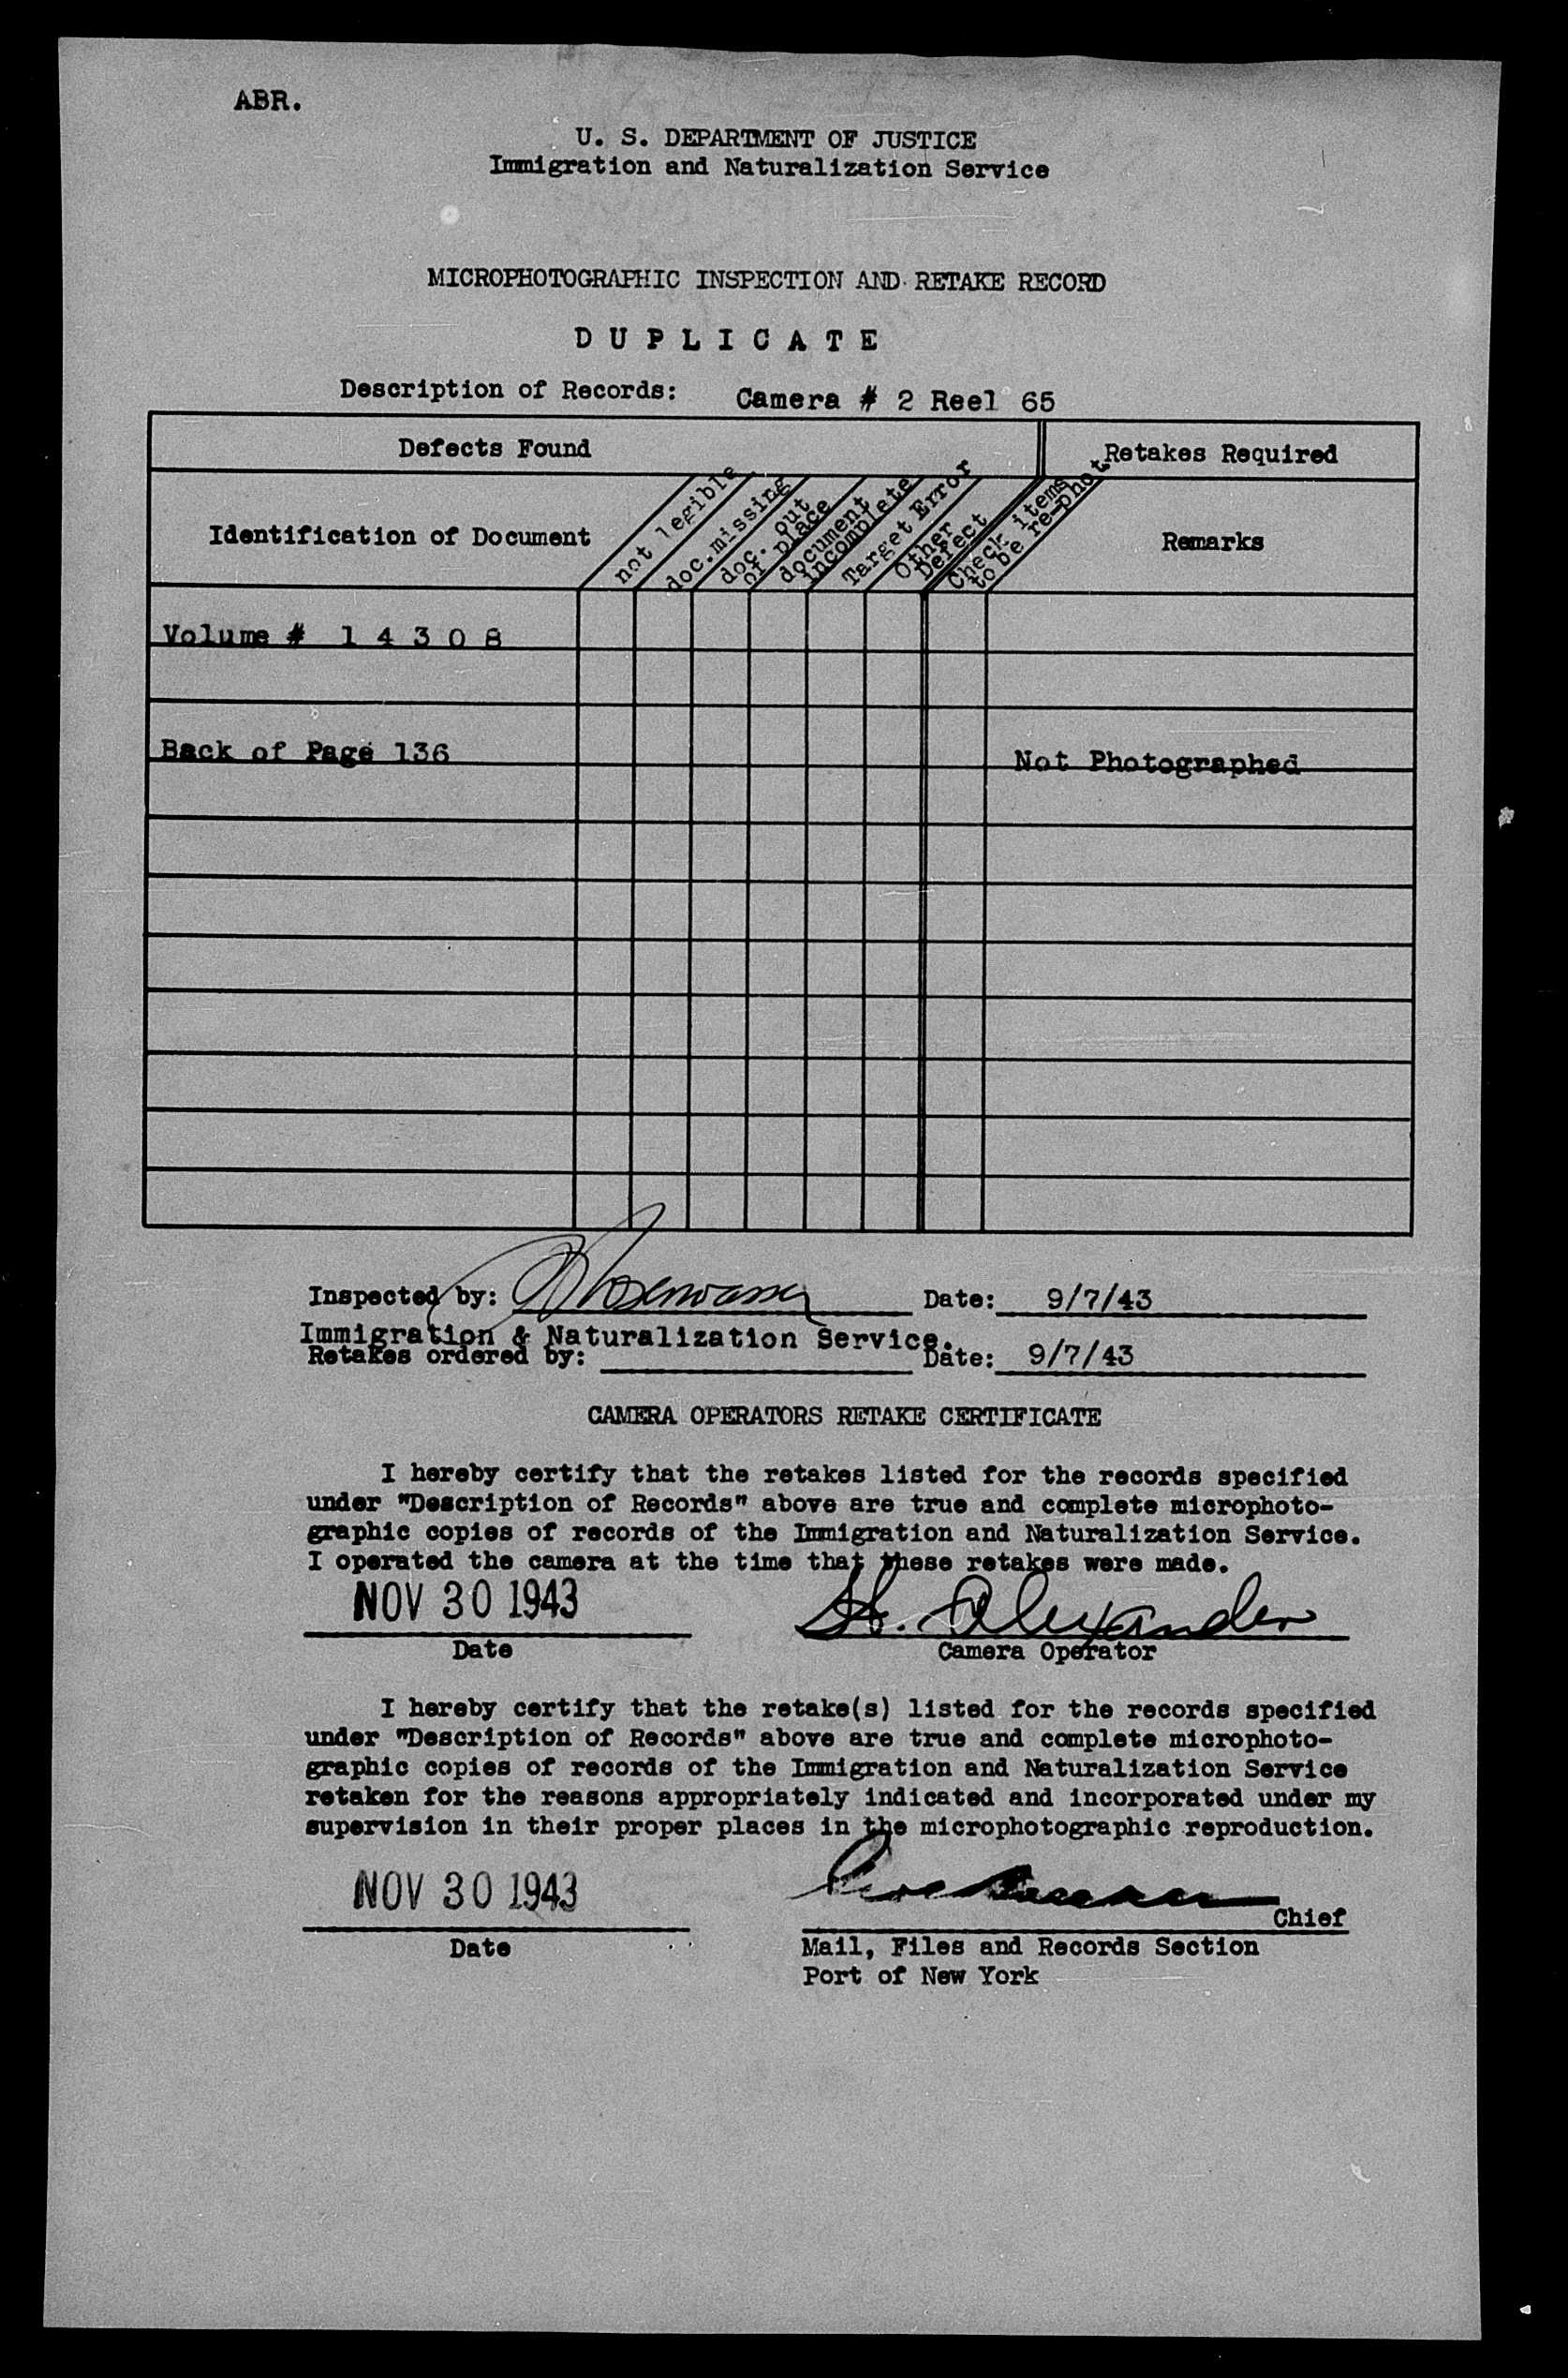 ABR.
U. S. DEPARTMENT OF JUSTICE
Immigration and Naturalization Service
MICROPHOTOGRAPHIC INSPECTION AND RETAKE RECORD
D U P L I C A T E
Description of Records: Camera # 2 Reel 65
Defects Found
Retakes Required
Identification of Document
not legible
doc.missing
doc. out
of place
document
incomplete
Target Error
Other
Defect
Check items
to be re-phot.
Remarks
Volume # 1 4 3 0 8
Back of Page 136 Not Photographed
Inspected by: Date: 9/7/43
Immigration & Naturalization Service.
Retakes ordered by: Date: 9/7/43
CAMERA OPERATORS RETAKE CERTIFICATE
I hereby certify that the retakes listed for the records specified
under "Description of Records" above are true and complete microphoto-
graphic copies of records of the Immigration and Naturalization Service.
I operated the camera at the time that these retakes were made.
NOV 30 1943 Alexander
Date Camera Operator
I hereby certify that the retake(s) listed for the records specified
under "Description of Records" above are true and complete microphoto-
graphic copies of records of the Immigration and Naturalization Service
retaken for the reasons appropriately indicated and incorporated under my
supervision in their proper places in the microphotographic reproduction.
NOV 30 1943
Chief
Date Mail, Files and Records Section
Port of New York